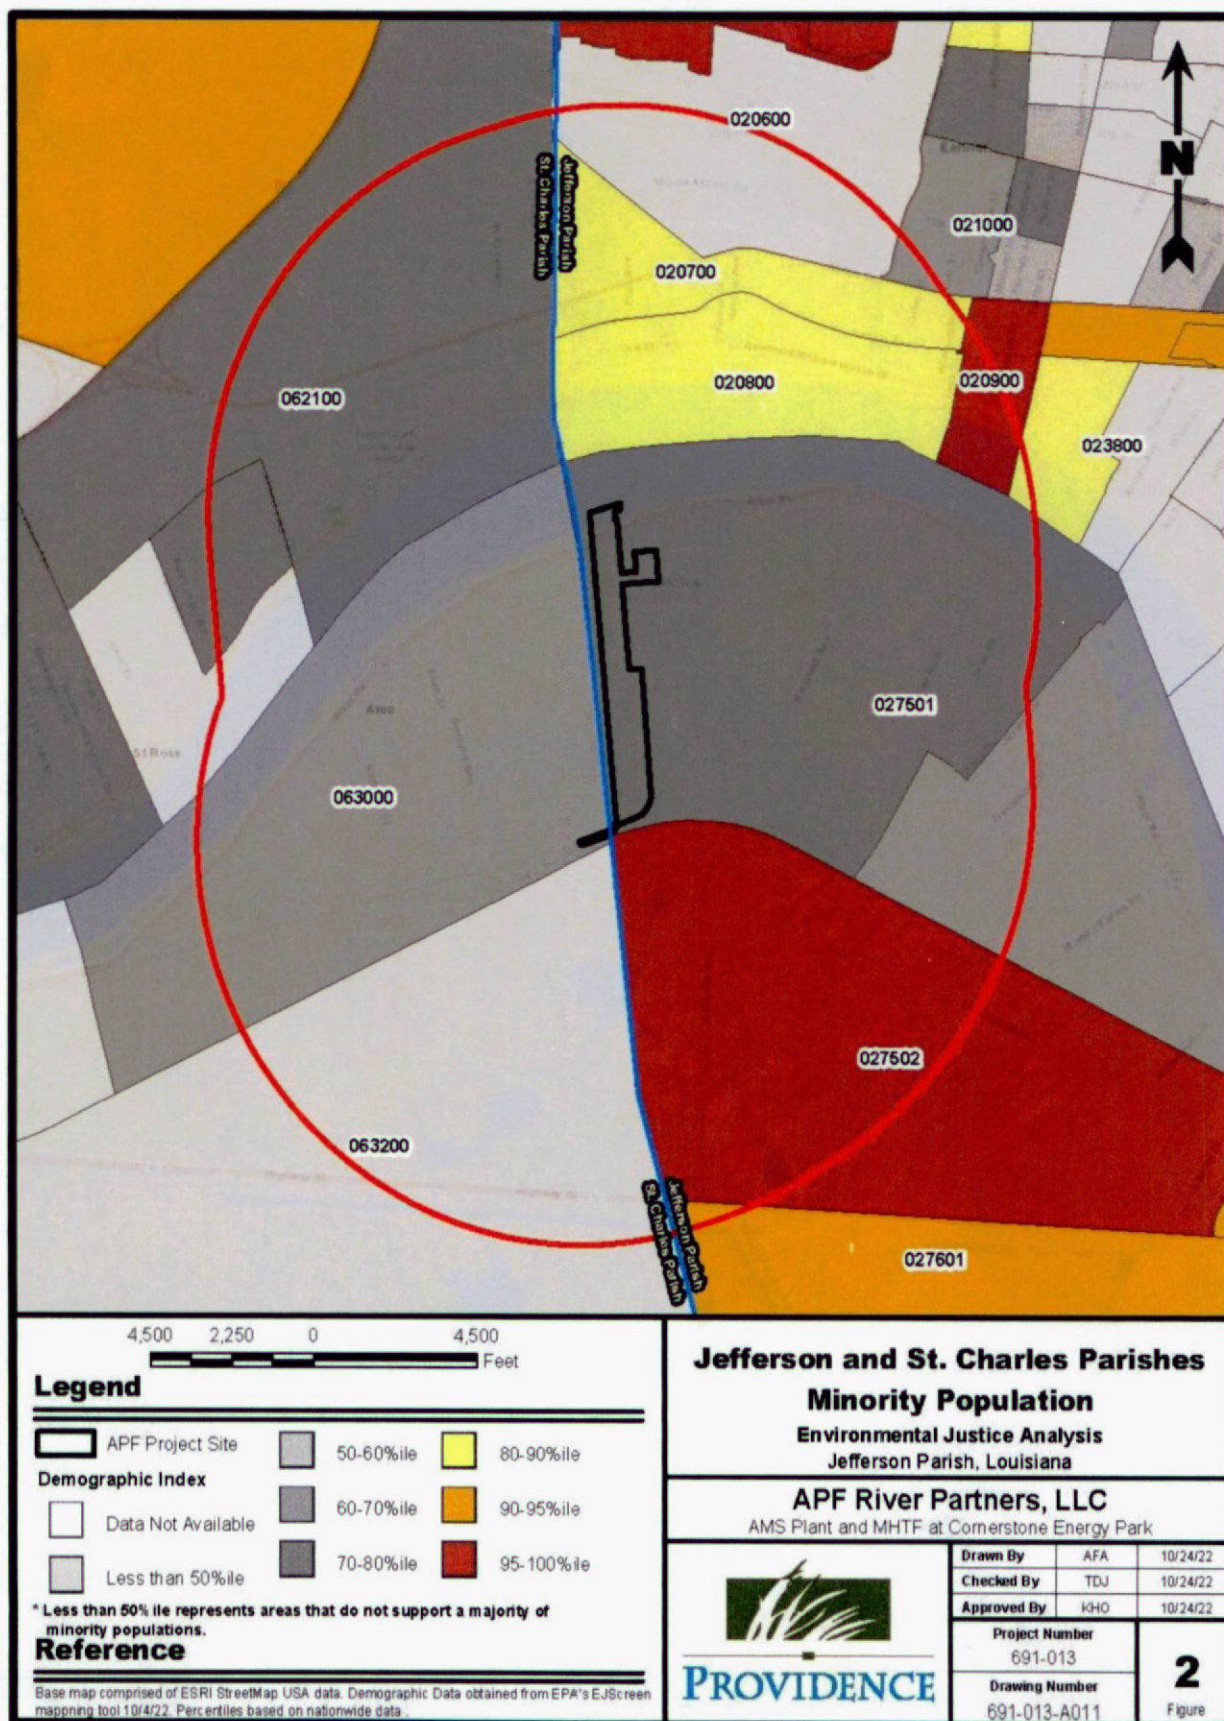 020600
N
Jefferson Parish
St. Charles Parish
021000
020700
020800
020900
062100
023800
027501
St Rose
Ama
063000
027502
063200
Jefferson Parish
St. Charles Parish
027601
4,500 2,250 0 4,500
Feet
Legend
APF Project Site
Demographic Index
Data Not Available
Less than 50%ile
50-60%ile
60-70%ile
70-80%ile
80-90%ile
90-95%ile
95-100%ile
* Less than 50% ile represents areas that do not support a majority of
minority populations.
Reference
Base map comprised of ESRI StreetMap USA data. Demographic Data obtained from EPA's EJScreen
mappning tool 10/4/22. Percentiles based on nationwide data .
Jefferson and St. Charles Parishes
Minority Population
Environmental Justice Analysis
Jefferson Parish, Louisiana
APF River Partners, LLC
AMS Plant and MHTF at Cornerstone Energy Park
PROVIDENCE
Drawn By AFA 10/24/22
Checked By TDJ 10/24/22
Approved By KHO 10/24/22
Project Number
691-013
Drawing Number
691-013-A011
2
Figure